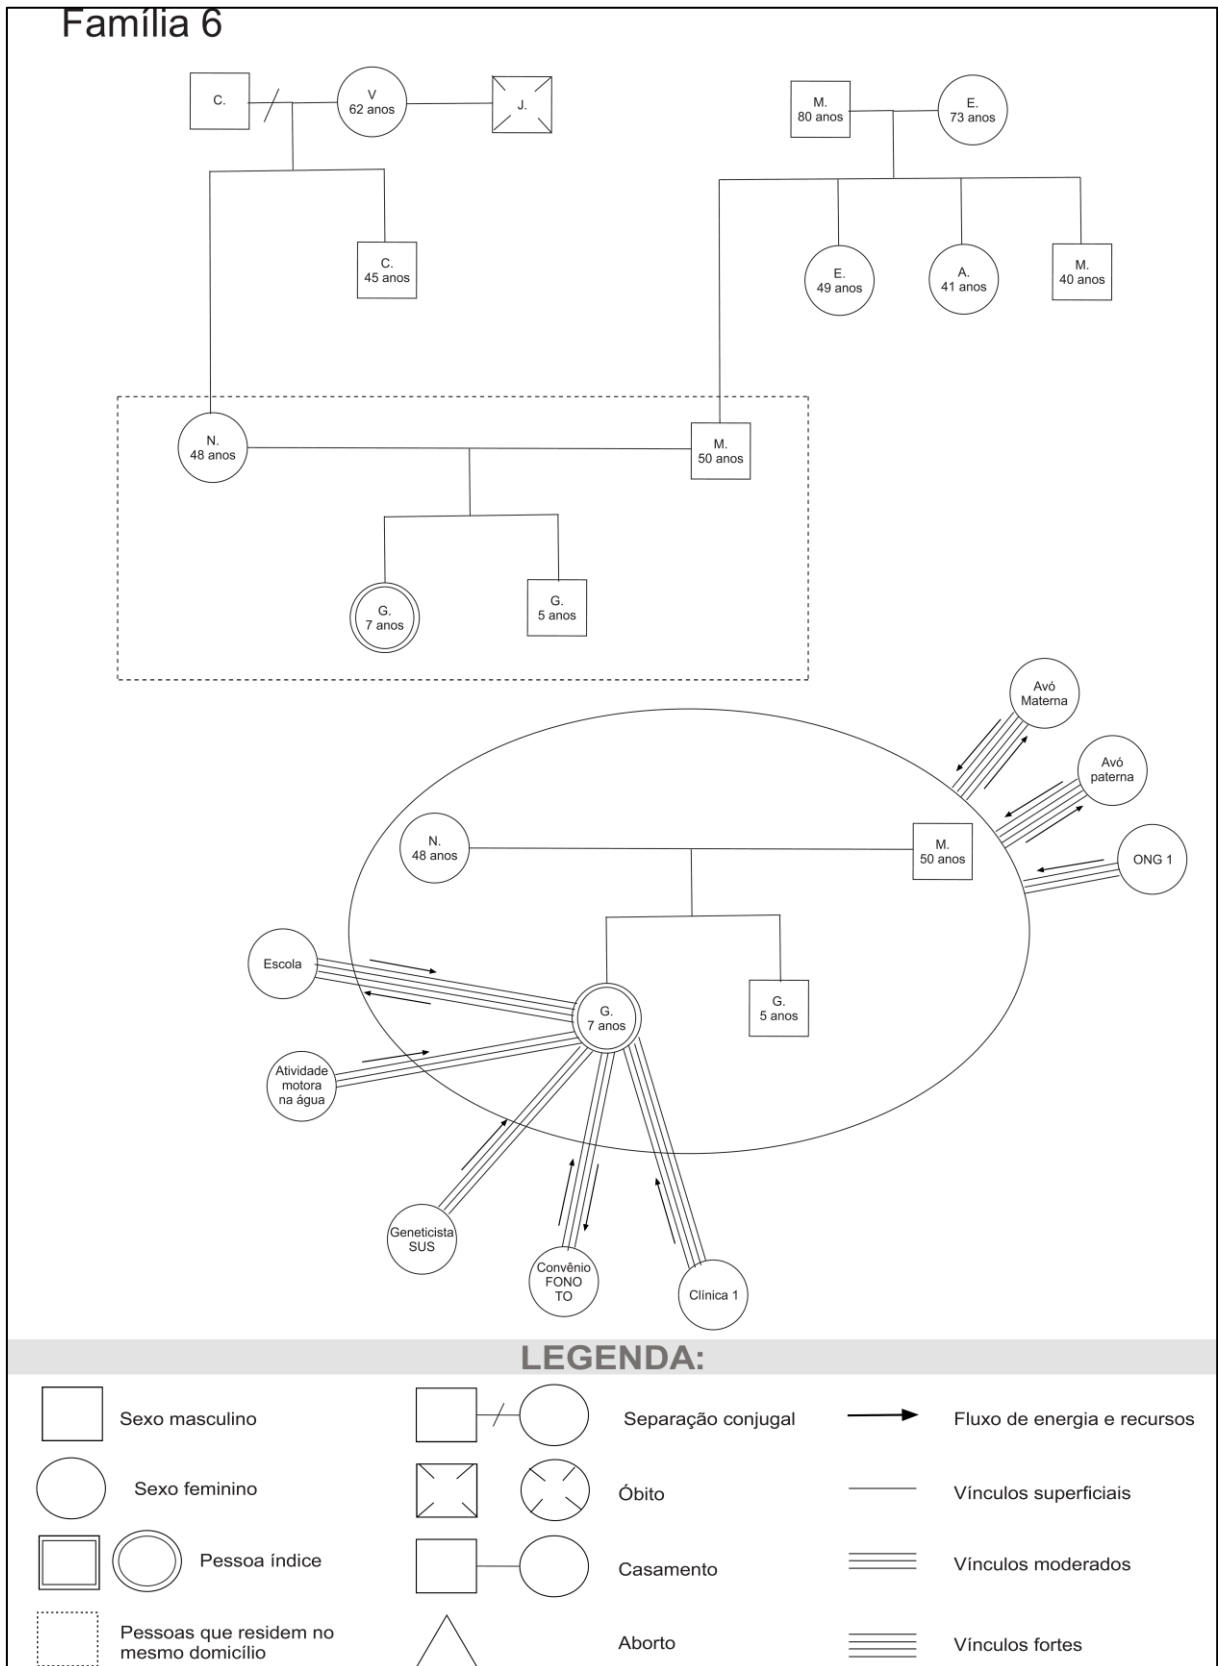 Família 6
C.
V
62 anos
J.
M.
80 anos
E.
73 anos
C.
45 anos
E.
49 anos
A.
41 anos
M.
40 anos
N.
48 anos
M.
50 anos
G.
7 anos
G.
5 anos
Avó
Materna
Avó
paterna
ONG 1
N.
48 anos
M.
50 anos
Escola
G.
7 anos
G.
5 anos
Atividade
motora
na água
Geneticista
SUS
Convênio
FONO
TO
Clínica 1
LEGENDA:
Sexo masculino
Separação conjugal
Fluxo de energia e recursos
Sexo feminino
Óbito
Vínculos superficiais
Pessoa índice
Casamento
Vínculos moderados
Pessoas que residem no
mesmo domicílio
Aborto
Vínculos fortes